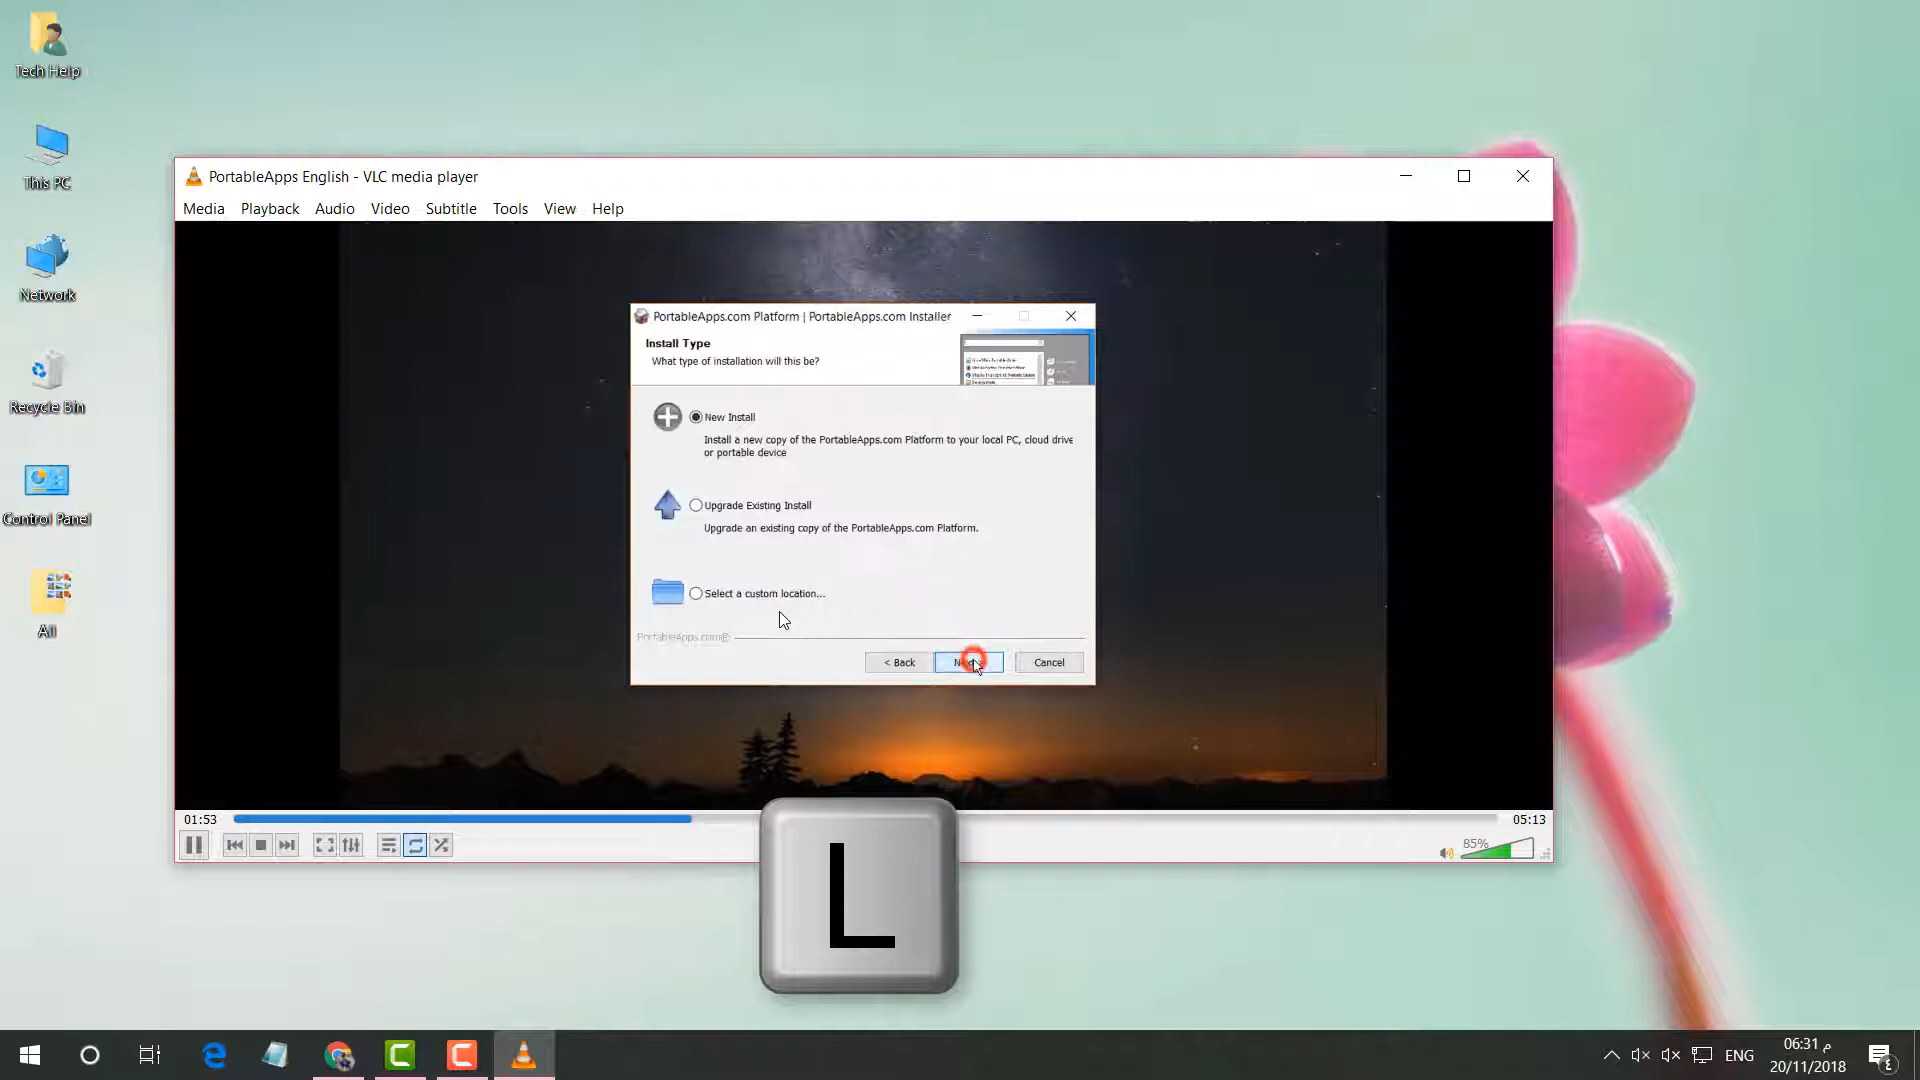 Tech Help
This PC
Network
Recycle Bin
Control Panel
All
PortableApps English - VLC media player
Media Playback Audio Video Subtitle Tools View Help
PortableApps.com Platform | PortableApps.com Installer
Install Type
What type of installation will this be?
New Install
Install a new copy of the PortableApps.com Platform to your local PC, cloud drive
or portable device
Upgrade Existing Install
Upgrade an existing copy of the PortableApps.com Platform.
Select a custom location...
PortableApps.com®
< Back
Cancel
01:53
05:13
85%
L
ENG
06:31 م
20/11/2018
٤